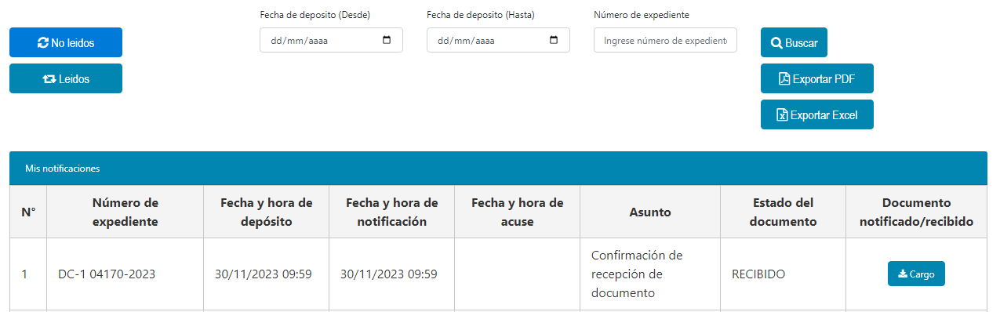 Fecha de deposito (Desde)
Fecha de deposito (Hasta)
Número de expediente
No leidos
dd/mm/aaaa
dd/mm/aaaa
Ingrese número de expedient
Buscar
Leidos
Exportar PDF
Exportar Excel
Mis notificaciones
N°
Número de
expediente
Fecha y hora de
depósito
Fecha y hora de
notificación
Fecha y hora de
acuse
Asunto
Estado del
documento
Documento
notificado/recibido
1
DC-1 04170-2023
30/11/2023 09:59
30/11/2023 09:59
Confirmación de
recepción de
documento
RECIBIDO
Cargo